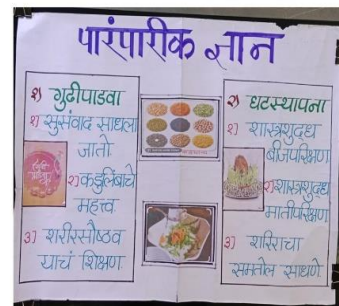 पारंपारीक ज्ञान
१) गुढीपाडवा
१) सुसंवाद साधला
जातो
२) कडुलिंबाचे
महत्त्व
३) शरीरसौष्ठव
याचं शिक्षण
२) घटस्थापना
१) शास्त्रशुद्ध
बीजपरिक्षण
२) शास्त्रशुद्ध
मातीपरिक्षण
३) शरिराचा
समतोल साधणे